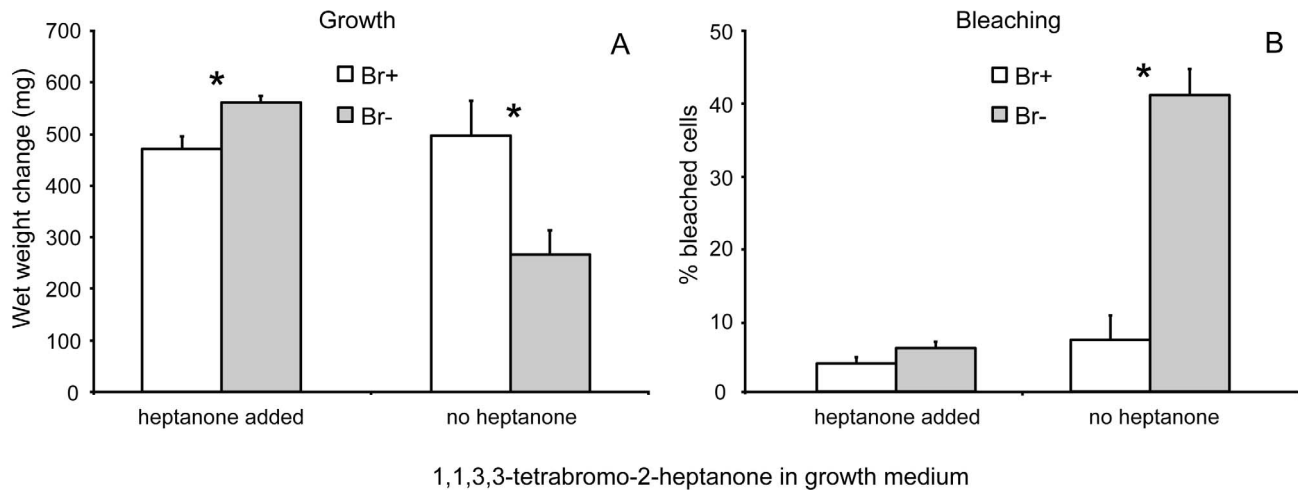 Growth
A
Wet weight change (mg)
700
600
500
400
300
200
100
0
*
Br+
Br-
*
heptanone added
no heptanone
Bleaching
B
% bleached cells
50
40
30
20
10
0
Br+
Br-
*
heptanone added
no heptanone
1,1,3,3-tetrabromo-2-heptanone in growth medium